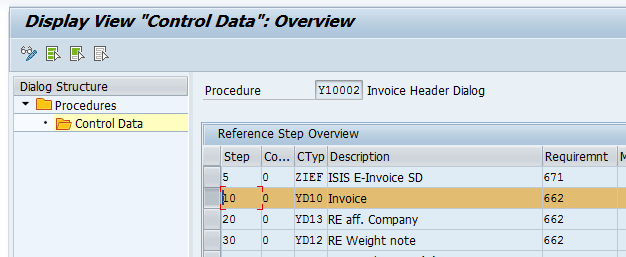 Display View "Control Data": Overview
Dialog Structure
Procedures
Control Data
Procedure Y10002 Invoice Header Dialog
Reference Step Overview
Step Co... CTyp Description Requiremnt M
5 0 ZIEF ISIS E-Invoice SD 671
10 0 YD10 Invoice 662
20 0 YD13 RE aff. Company 662
30 0 YD12 RE Weight note 662